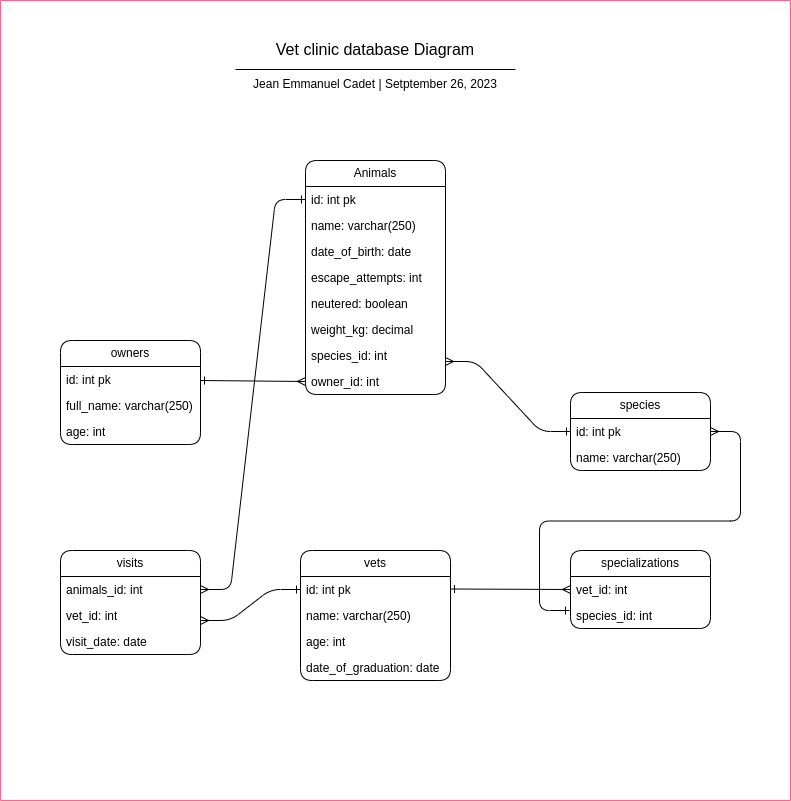 Vet clinic database Diagram
Jean Emmanuel Cadet | Setptember 26, 2023
Animals
id: int pk
name: varchar(250)
date_of_birth: date
escape_attempts: int
neutered: boolean
weight_kg: decimal
species_id: int
owner_id: int
owners
id: int pk
full_name: varchar(250)
age: int
species
id: int pk
name: varchar(250)
visits
animals_id: int
vet_id: int
visit_date: date
vets
id: int pk
name: varchar(250)
age: int
date_of_graduation: date
specializations
vet_id: int
species_id: int